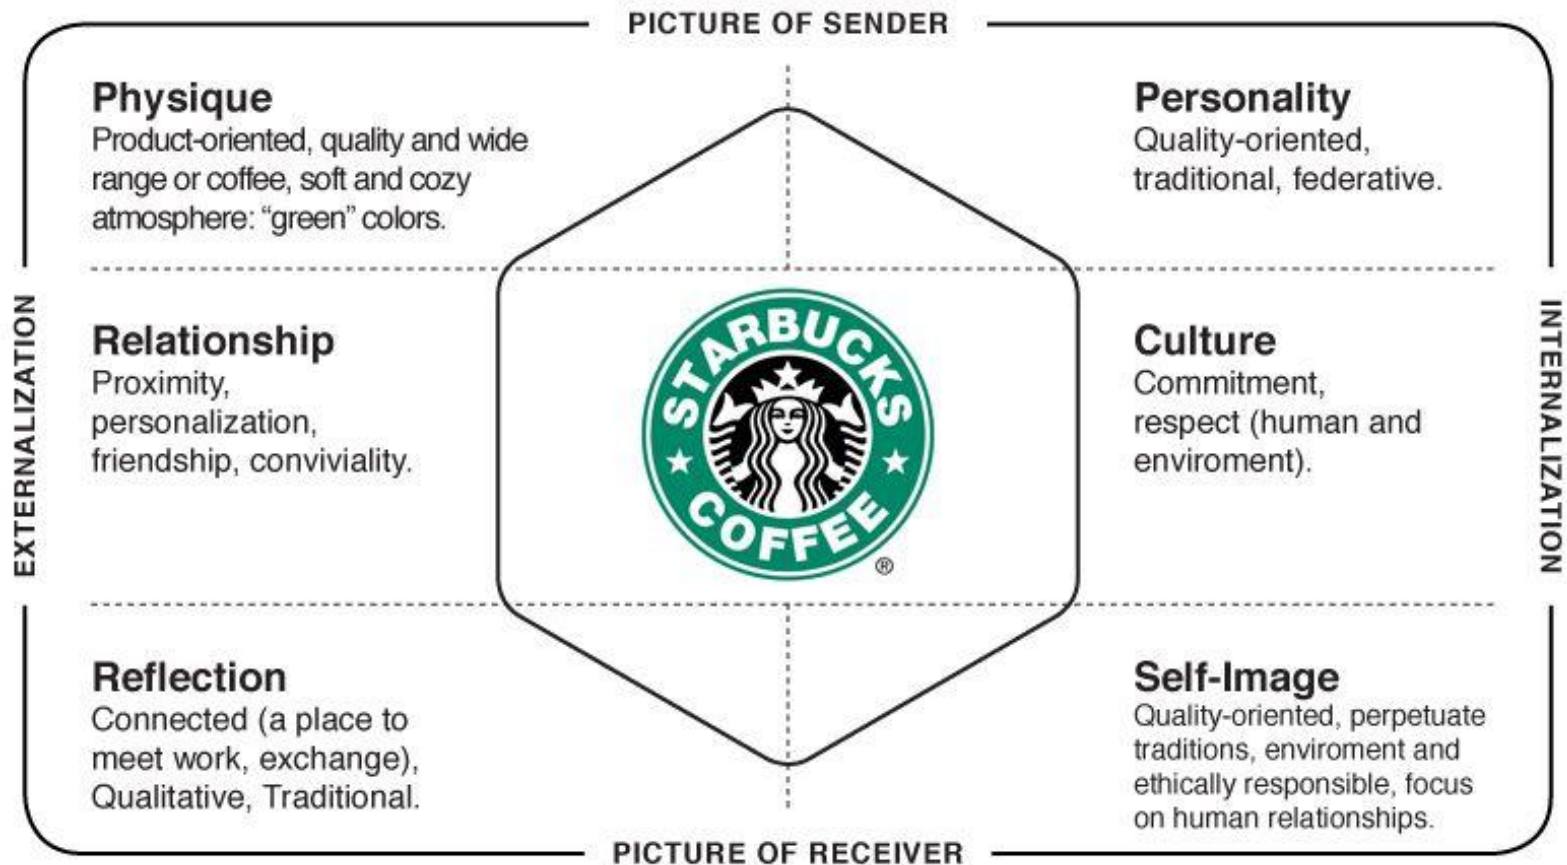 PICTURE OF SENDER
Physique
Product-oriented, quality and wide
range or coffee, soft and cozy
atmosphere: “green” colors.
Personality
Quality-oriented,
traditional, federative.
EXTERNALIZATION
Relationship
Proximity,
personalization,
friendship, conviviality.
STARBUCKS
COFFEE
®
Culture
Commitment,
respect (human and
enviroment).
INTERNALIZATION
Reflection
Connected (a place to
meet work, exchange),
Qualitative, Traditional.
Self-Image
Quality-oriented, perpetuate
traditions, enviroment and
ethically responsible, focus
on human relationships.
PICTURE OF RECEIVER